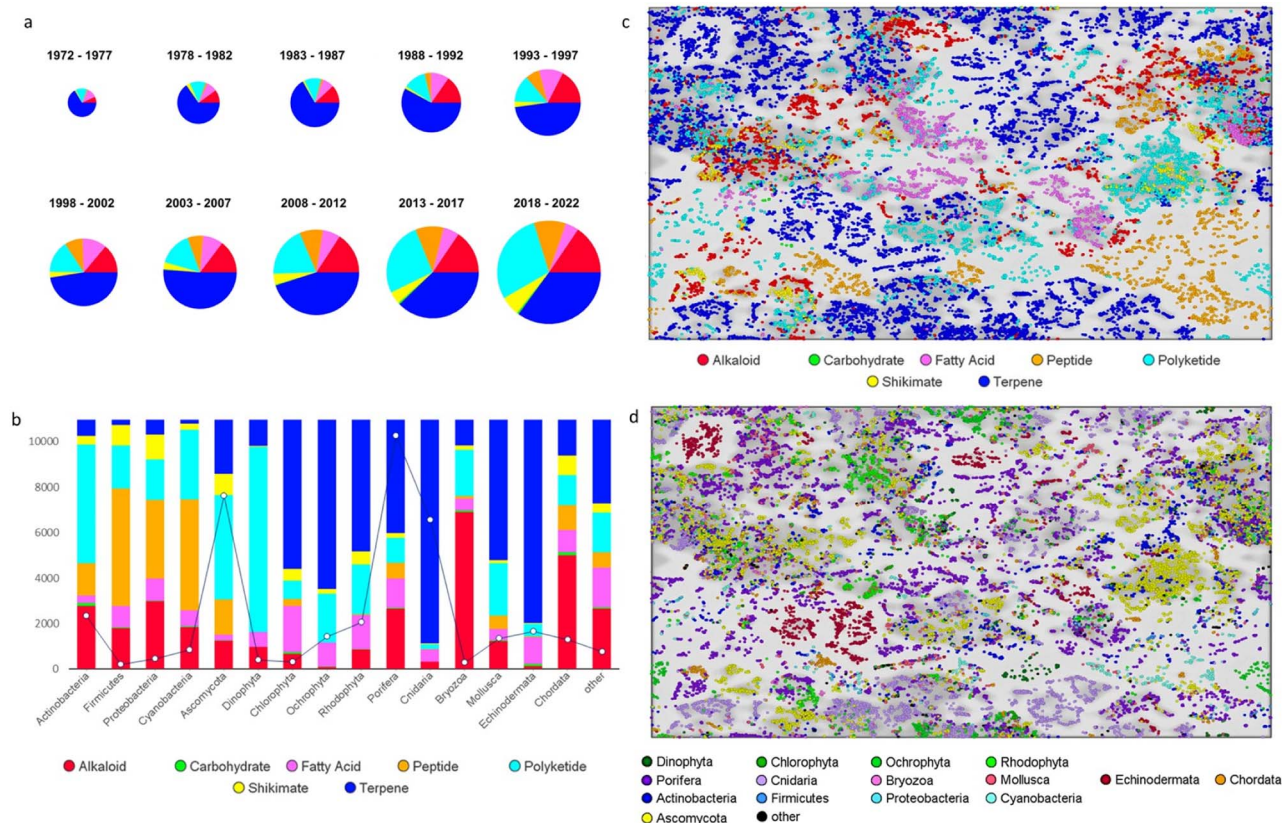 a
1972 - 1977
1978 - 1982
1983 - 1987
1988 - 1992
1993 - 1997
1998 - 2002
2003 - 2007
2008 - 2012
2013 - 2017
2018 - 2022
b
10000
8000
6000
4000
2000
0
Actinobacteria
Firmicutes
Proteobacteria
Cyanobacteria
Ascomycota
Dinophyta
Chlorophyta
Ochrophyta
Rhodophyta
Porifera
Cnidaria
Bryozoa
Mollusca
Echinodermata
Chordata
other
Alkaloid Carbohydrate Fatty Acid Peptide Polyketide
Shikimate Terpene
c
Alkaloid Carbohydrate Fatty Acid Peptide Polyketide
Shikimate Terpene
d
Dinophyta Chlorophyta Ochrophyta Rhodophyta
Porifera Cnidaria Bryozoa Mollusca Echinodermata Chordata
Actinobacteria Firmicutes Proteobacteria Cyanobacteria
Ascomycota other